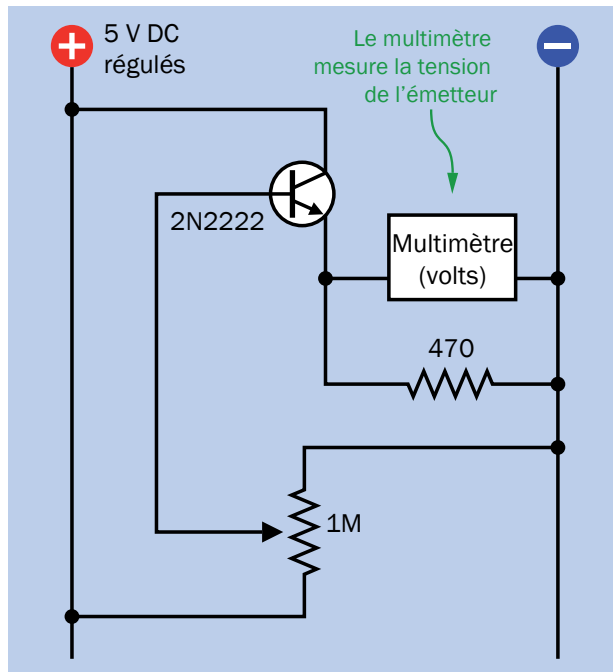 5 V DC
régulés
Le multimètre
mesure la tension
de l'émetteur
2N2222
Multimètre
(volts)
470
1M